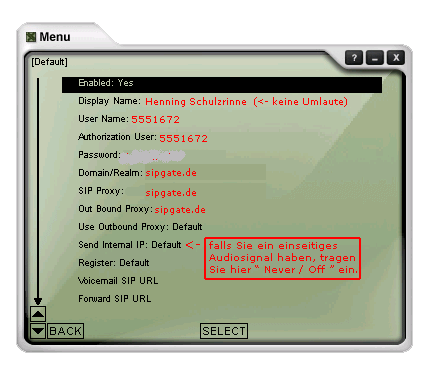 Menu
? - X
[Default]
Enabled: Yes
Display Name: Henning Schulzrinne (<- keine Umlaute)
User Name: 5551672
Authorization User: 5551672
Password:
Domain/Realm: sipgate.de
SIP Proxy: sipgate.de
Out Bound Proxy: sipgate.de
Use Outbound Proxy: Default
Send Internal IP: Default <- falls Sie ein einseitiges
Audiosignal haben, tragen
Sie hier " Never / Off " ein.
Register: Default
Voicemail SIP URL
Forward SIP URL
BACK SELECT